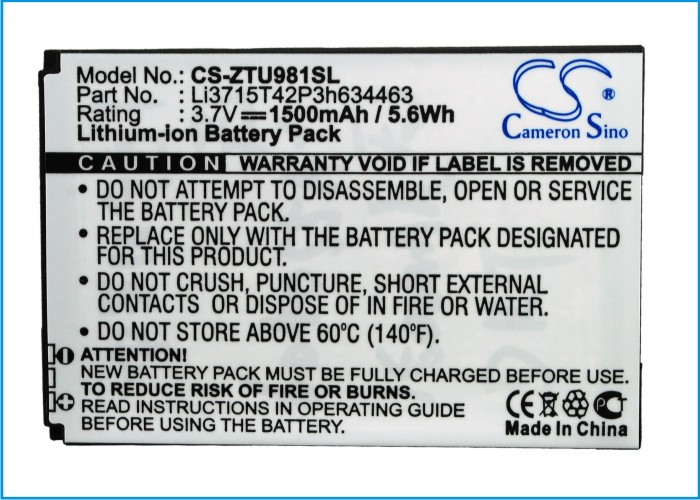 Model No.: CS-ZTU981SL
Part No.: Li3715T42P3h634463
Rating: 3.7V 1500mAh / 5.6Wh
Lithium-ion Battery Pack
CS ®
Cameron Sino
CAUTION WARRANTY VOID IF LABEL IS REMOVED
• DO NOT ATTEMPT TO DISASSEMBLE, OPEN OR SERVICE
THE BATTERY PACK.
• REPLACE ONLY WITH THE BATTERY PACK DESIGNED
FOR THIS PRODUCT.
• DO NOT CRUSH, PUNCTURE, SHORT EXTERNAL
CONTACTS OR DISPOSE OF IN FIRE OR WATER.
• DO NOT STORE ABOVE 60°C (140°F).
ATTENTION!
NEW BATTERY PACK MUST BE FULLY CHARGED BEFORE USE.
TO REDUCE RISK OF FIRE OR BURNS.
READ INSTRUCTIONS IN OPERATING GUIDE
BEFORE BATTERY INSTALLATION.
CE
Made In China